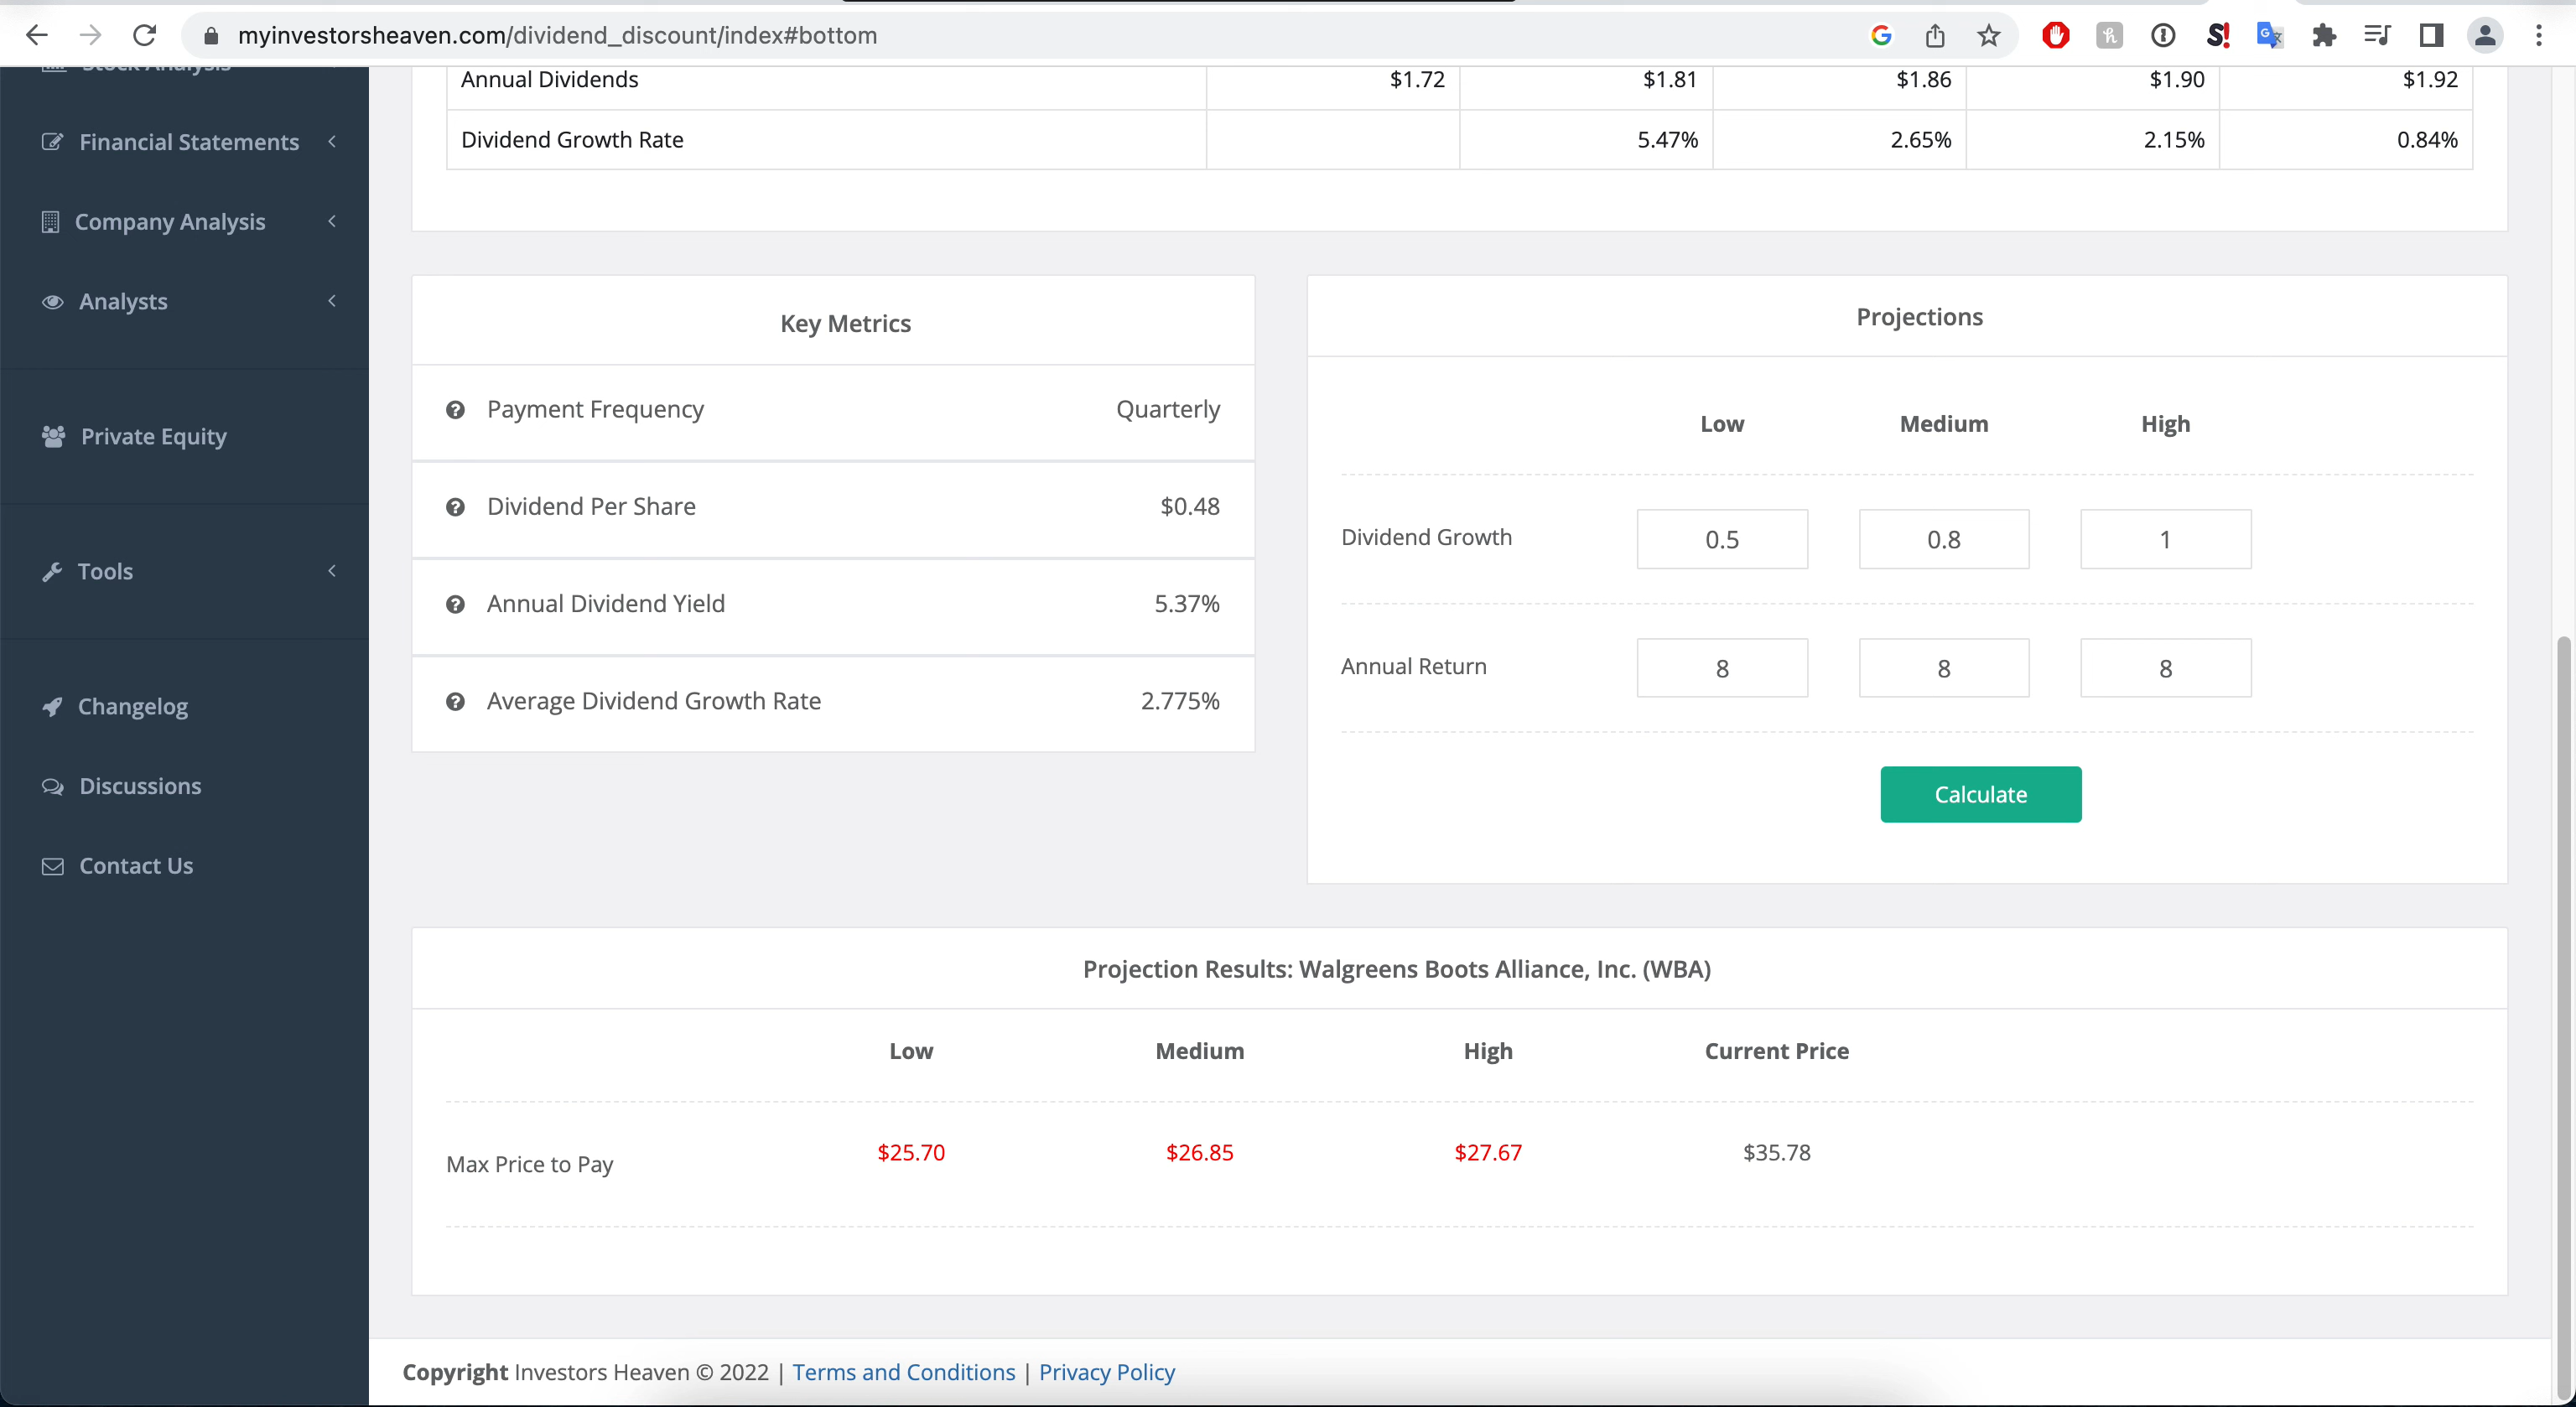 myinvestorsheaven.com/dividend_discount/index#bottom
Stock Analysis
Financial Statements
Company Analysis
Analysts
Private Equity
Tools
Changelog
Discussions
Contact Us
Annual Dividends $1.72 $1.81 $1.86 $1.90 $1.92
Dividend Growth Rate 5.47% 2.65% 2.15% 0.84%
Key Metrics
Payment Frequency Quarterly
Dividend Per Share $0.48
Annual Dividend Yield 5.37%
Average Dividend Growth Rate 2.775%
Projections
Low Medium High
Dividend Growth 0.5 0.8 1
Annual Return 8 8 8
Calculate
Projection Results: Walgreens Boots Alliance, Inc. (WBA)
Low Medium High Current Price
Max Price to Pay $25.70 $26.85 $27.67 $35.78
Copyright Investors Heaven © 2022 | Terms and Conditions | Privacy Policy